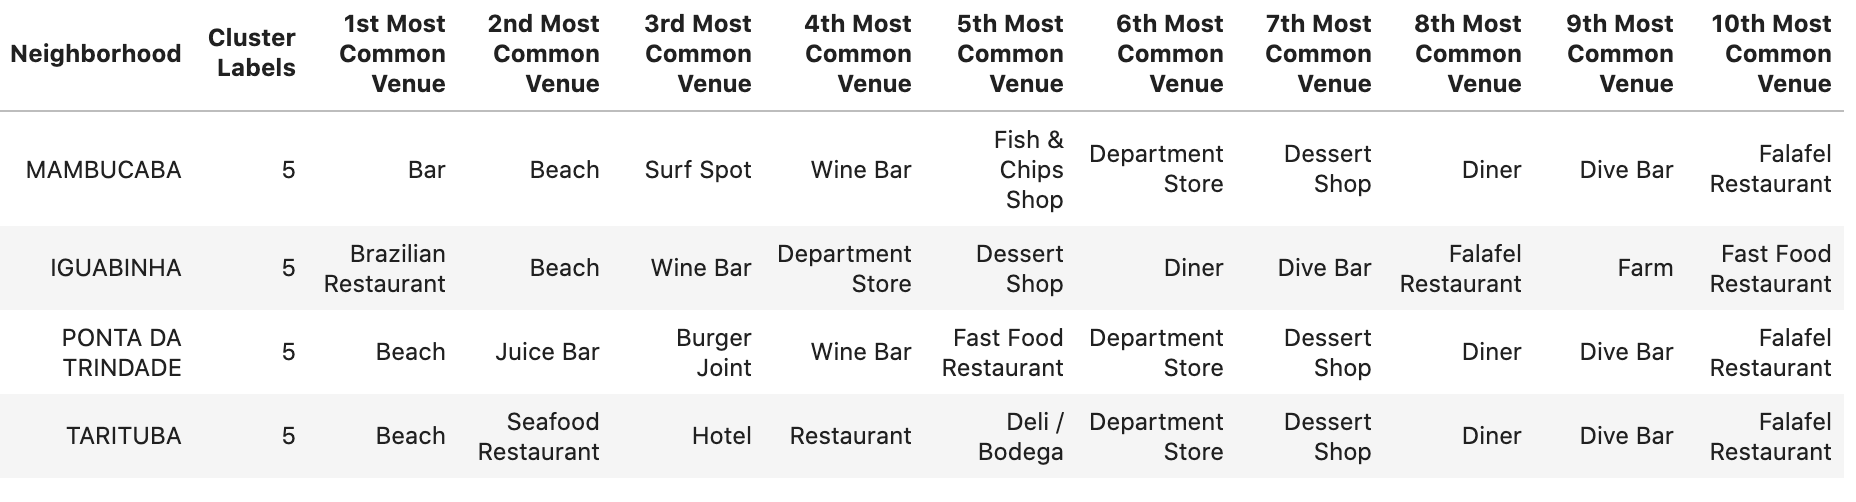 Neighborhood Cluster Labels 1st Most Common Venue 2nd Most Common Venue 3rd Most Common Venue 4th Most Common Venue 5th Most Common Venue 6th Most Common Venue 7th Most Common Venue 8th Most Common Venue 9th Most Common Venue 10th Most Common Venue
MAMBUCABA 5 Bar Beach Surf Spot Wine Bar Fish & Chips Shop Department Store Dessert Shop Diner Dive Bar Falafel Restaurant
IGUABINHA 5 Brazilian Restaurant Beach Wine Bar Department Store Dessert Shop Diner Dive Bar Falafel Restaurant Farm Fast Food Restaurant
PONTA DA TRINDADE 5 Beach Juice Bar Burger Joint Wine Bar Fast Food Restaurant Department Store Dessert Shop Diner Dive Bar Falafel Restaurant
TARITUBA 5 Beach Seafood Restaurant Hotel Restaurant Deli / Bodega Department Store Dessert Shop Diner Dive Bar Falafel Restaurant